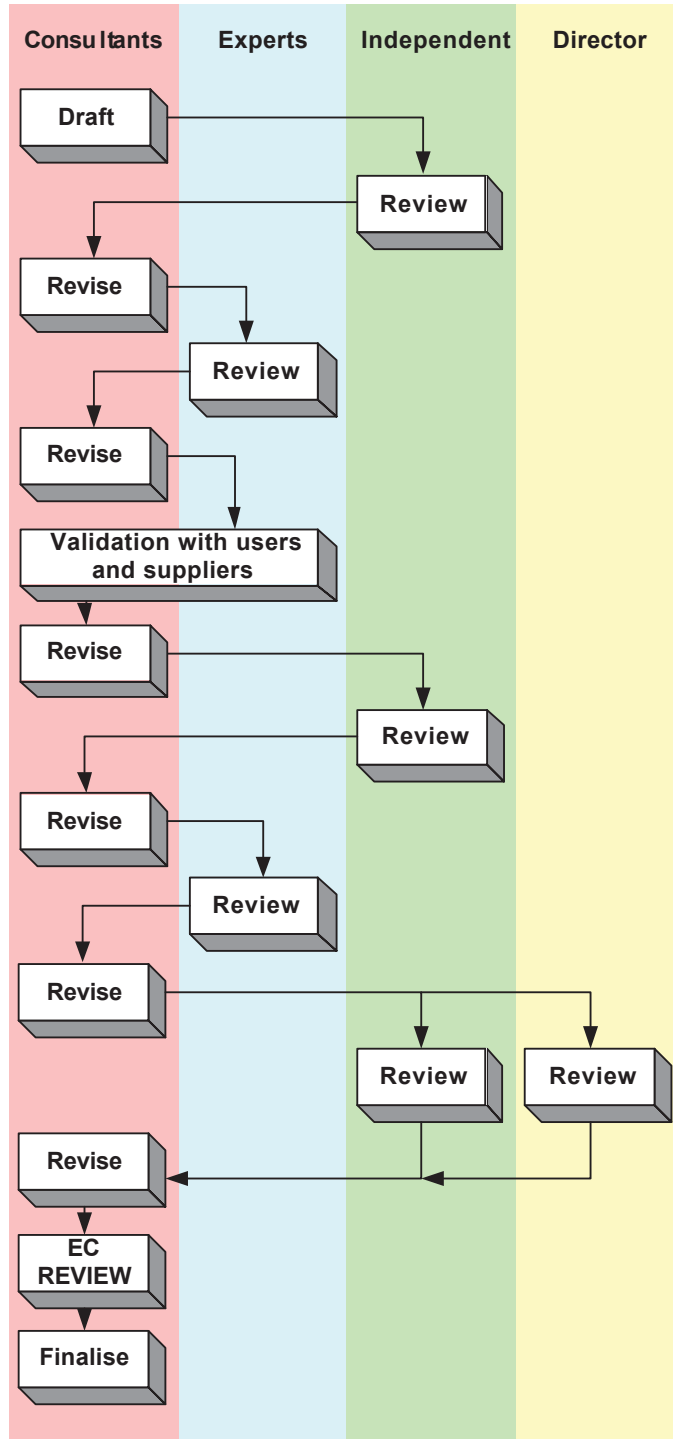 Consultants Experts Independent Director
Draft
Review
Revise
Review
Revise
Validation with users
and suppliers
Revise
Review
Revise
Review
Revise
Review Review
Revise
EC
REVIEW
Finalise